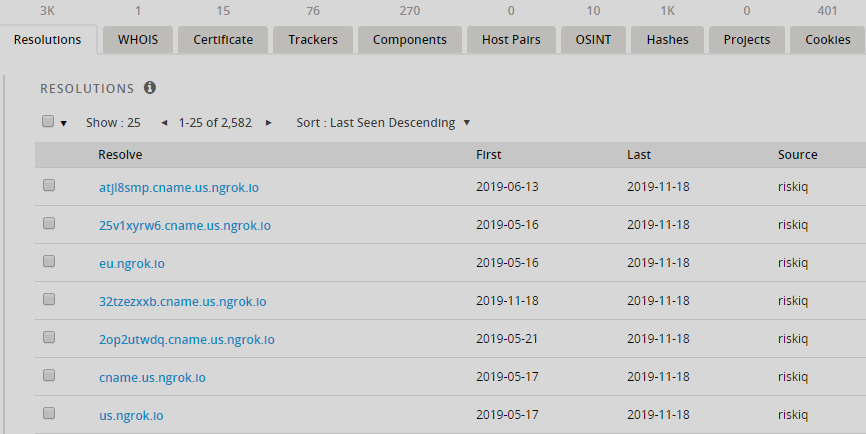 3K 1 15 76 270 0 10 1K 0 401
Resolutions WHOIS Certificate Trackers Components Host Pairs OSINT Hashes Projects Cookies
RESOLUTIONS
Show : 25 1-25 of 2,582 Sort : Last Seen Descending
Resolve First Last Source
atjl8smp.cname.us.ngrok.io 2019-06-13 2019-11-18 riskiq
25v1xyrw6.cname.us.ngrok.io 2019-05-16 2019-11-18 riskiq
eu.ngrok.io 2019-05-16 2019-11-18 riskiq
32tzezxxb.cname.us.ngrok.io 2019-11-18 2019-11-18 riskiq
2op2utwdq.cname.us.ngrok.io 2019-05-21 2019-11-18 riskiq
cname.us.ngrok.io 2019-05-17 2019-11-18 riskiq
us.ngrok.io 2019-05-17 2019-11-18 riskiq